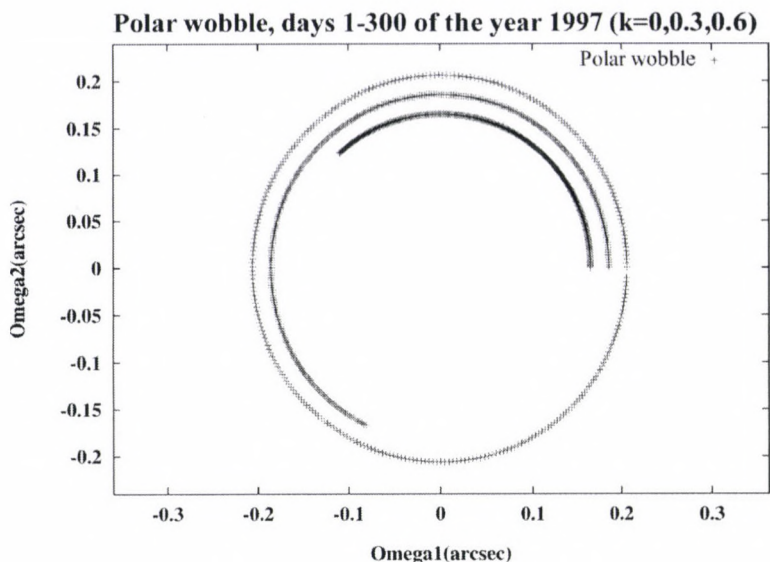 Polar wobble, days 1-300 of the year 1997 (k=0,0.3,0.6)
Polar wobble +
0.2
0.15
0.1
0.05
0
-0.05
-0.1
-0.15
-0.2
Omega2(arcsec)
-0.3 -0.2 -0.1 0 0.1 0.2 0.3
Omega1(arcsec)